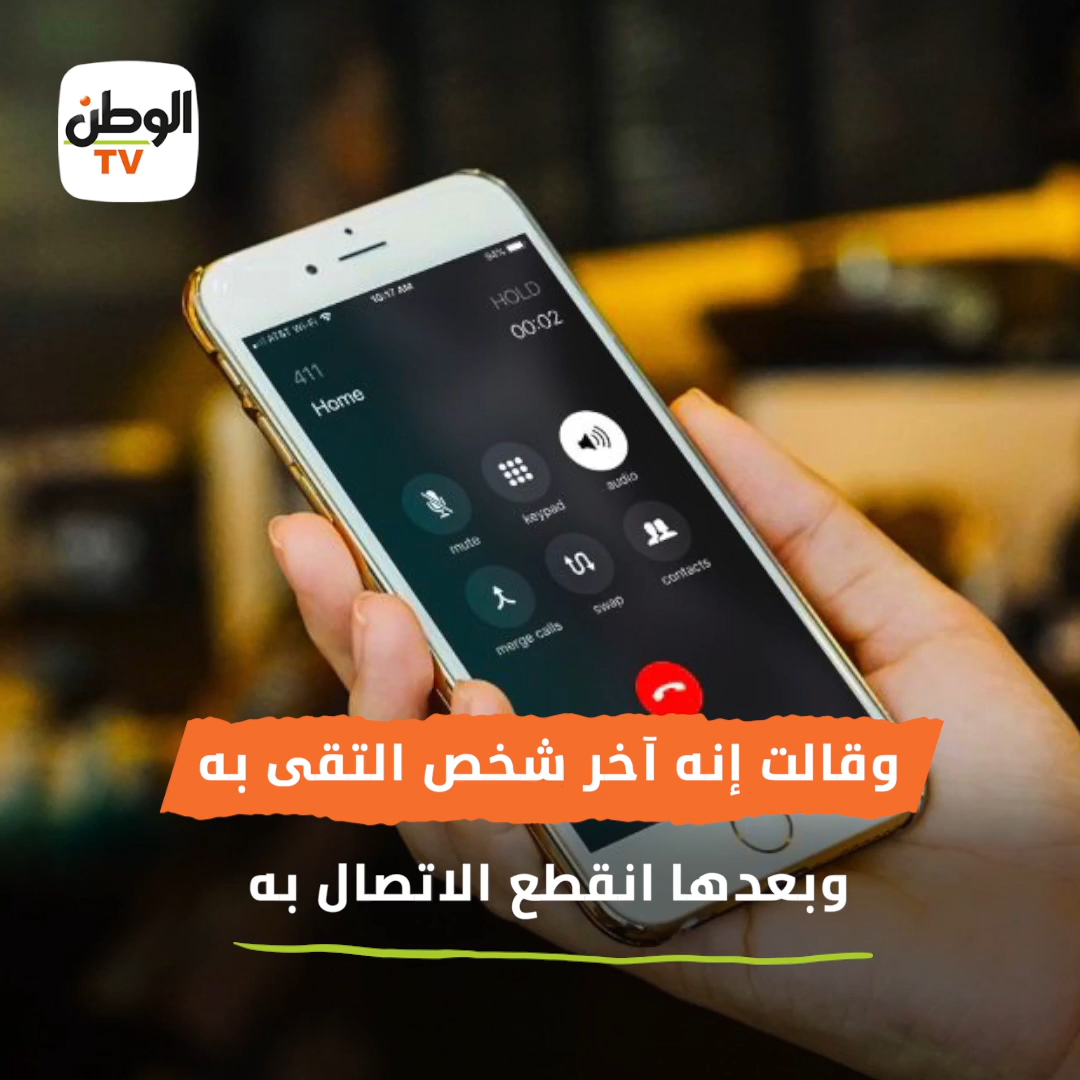 الوطن
TV
AT&T Wi-Fi 10:17 AM 94%
411 HOLD
Home 00:02
mute keypad audio
merge calls swap contacts
وقالت إنه آخر شخص التقى به
وبعدها انقطع الاتصال به